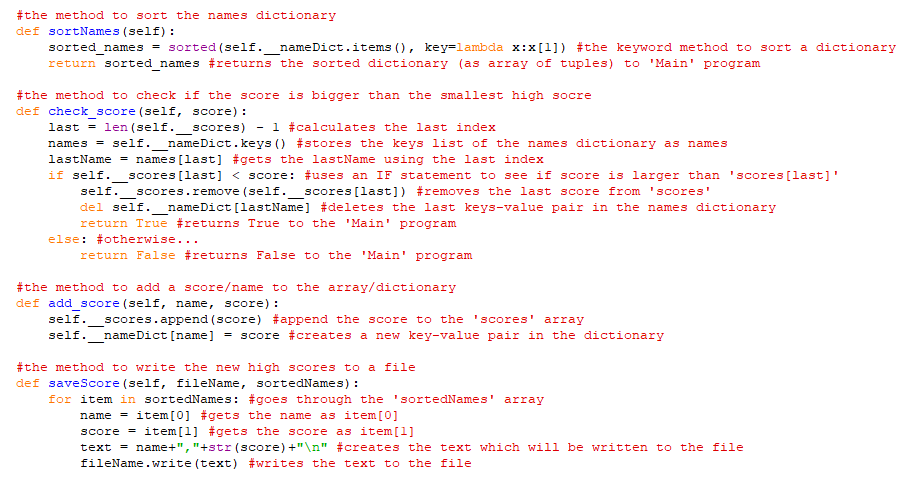 #the method to sort the names dictionary
def sortNames(self):
    sorted_names = sorted(self.__nameDict.items(), key=lambda x:x[1]) #the keyword method to sort a dictionary
    return sorted_names #returns the sorted dictionary (as array of tuples) to 'Main' program

#the method to check if the score is bigger than the smallest high socre
def check_score(self, score):
    last = len(self.__scores) - 1 #calculates the last index
    names = self.__nameDict.keys() #stores the keys list of the names dictionary as names
    lastName = names[last] #gets the lastName using the last index
    if self.__scores[last] < score: #uses an IF statement to see if score is larger than 'scores[last]'
        self.__scores.remove(self.__scores[last]) #removes the last score from 'scores'
        del self.__nameDict[lastName] #deletes the last keys-value pair in the names dictionary
        return True #returns True to the 'Main' program
    else: #otherwise...
        return False #returns False to the 'Main' program

#the method to add a score/name to the array/dictionary
def add_score(self, name, score):
    self.__scores.append(score) #append the score to the 'scores' array
    self.__nameDict[name] = score #creates a new key-value pair in the dictionary

#the method to write the new high scores to a file
def saveScore(self, fileName, sortedNames):
    for item in sortedNames: #goes through the 'sortedNames' array
        name = item[0] #gets the name as item[0]
        score = item[1] #gets the score as item[1]
        text = name+","+str(score)+"\n" #creates the text which will be written to the file
        fileName.write(text) #writes the text to the file